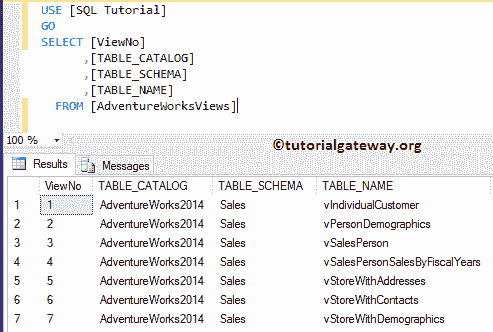 USE [SQL Tutorial]
GO
SELECT [ViewNo]
,[TABLE_CATALOG]
,[TABLE_SCHEMA]
,[TABLE_NAME]
FROM [AdventureWorksViews]
100 %
©tutorialgateway.org
Results Messages
ViewNo TABLE_CATALOG TABLE_SCHEMA TABLE_NAME
1 1 AdventureWorks2014 Sales vIndividualCustomer
2 2 AdventureWorks2014 Sales vPersonDemographics
3 3 AdventureWorks2014 Sales vSalesPerson
4 4 AdventureWorks2014 Sales vSalesPersonSalesByFiscalYears
5 5 AdventureWorks2014 Sales vStoreWithAddresses
6 6 AdventureWorks2014 Sales vStoreWithContacts
7 7 AdventureWorks2014 Sales vStoreWithDemographics